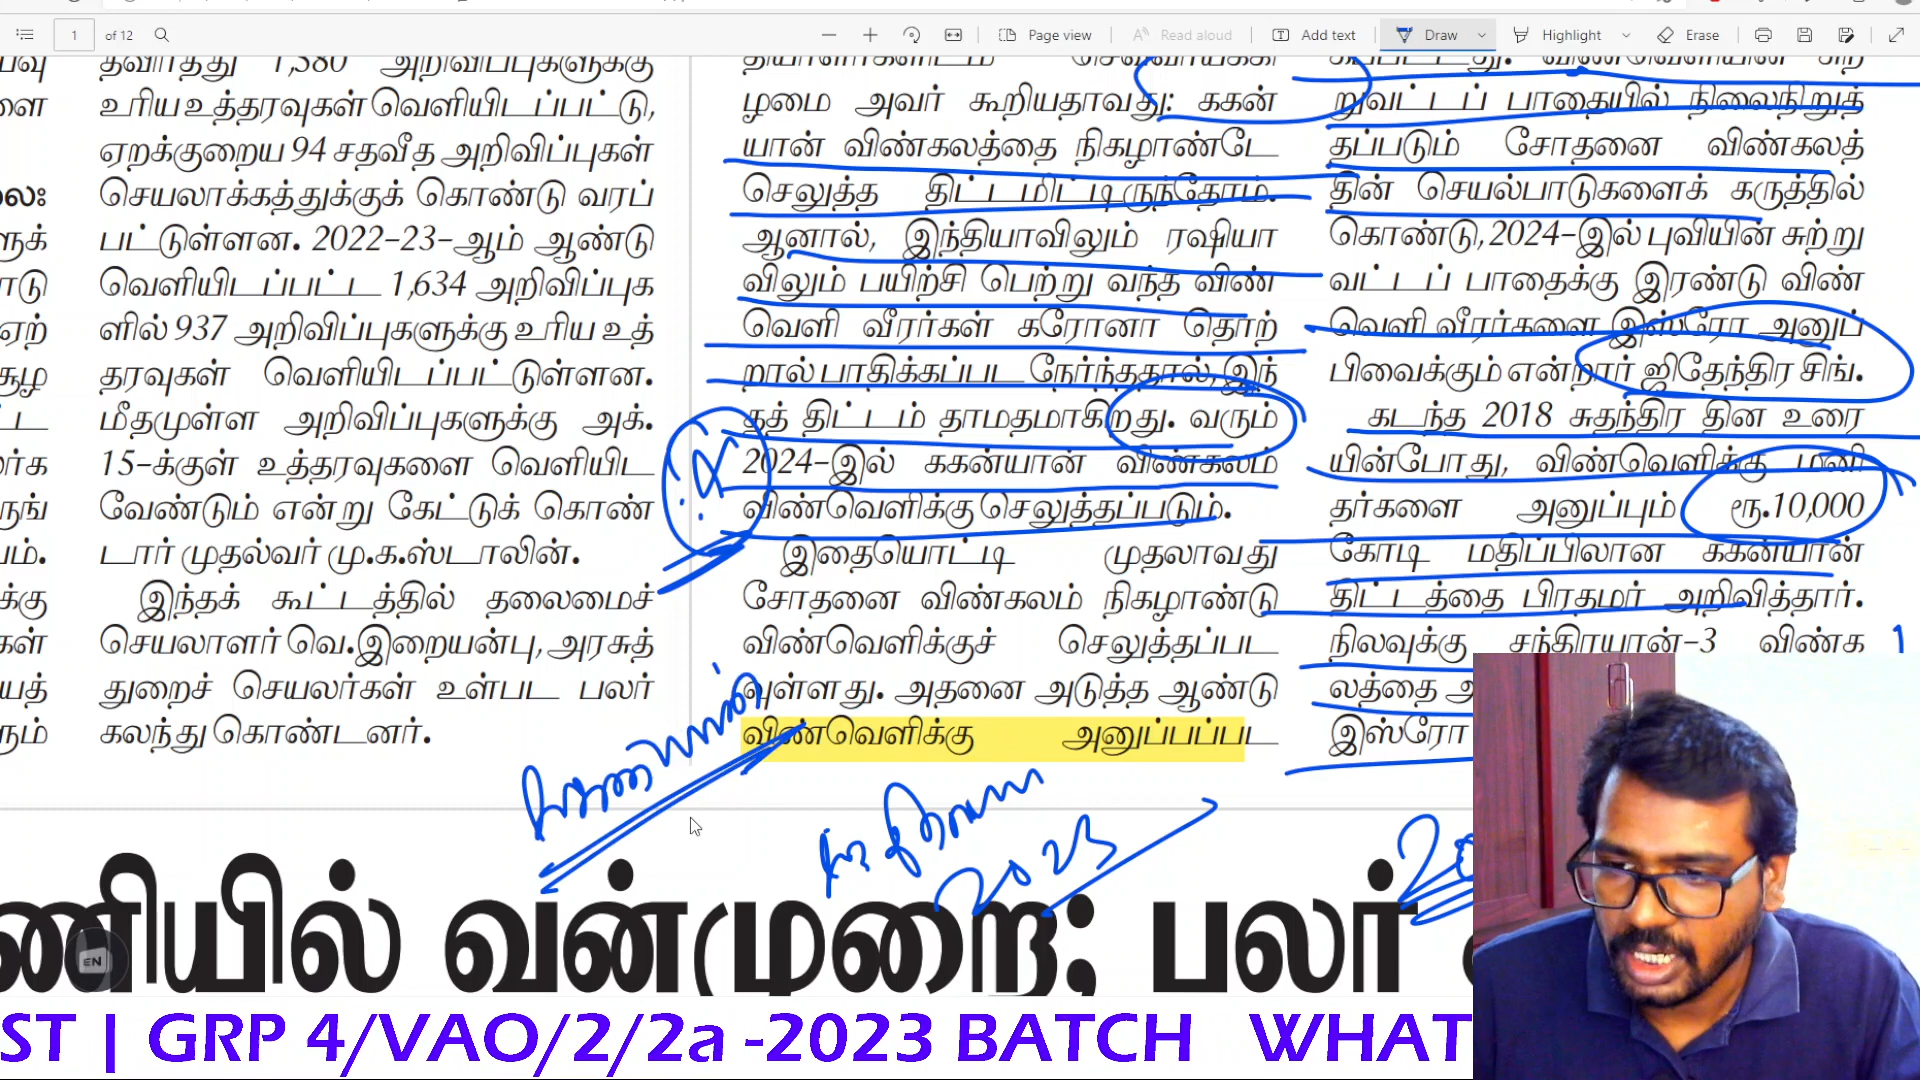 1 of 12
Page view
Read aloud
Add text
Draw
Highlight
Erase
தவிர்த்து 1,380 அறிவிப்புகளுக்கு
உரிய உத்தரவுகள் வெளியிடப்பட்டு,
ஏறக்குறைய 94 சதவீத அறிவிப்புகள்
செயலாக்கத்துக்குக் கொண்டு வரப்
பட்டுள்ளன. 2022-23-ஆம் ஆண்டு
வெளியிடப்பட்ட 1,634 அறிவிப்புக
ளில் 937 அறிவிப்புகளுக்கு உரிய உத்
தரவுகள் வெளியிடப்பட்டுள்ளன.
மீதமுள்ள அறிவிப்புகளுக்கு அக்.
15-க்குள் உத்தரவுகளை வெளியிட
வேண்டும் என்று கேட்டுக் கொண்
டார் முதல்வர் மு.க.ஸ்டாலின்.
இந்தக் கூட்டத்தில் தலைமைச்
செயலாளர் வெ.இறையன்பு, அரசுத்
துறைச் செயலர்கள் உள்பட பலர்
கலந்து கொண்டனர்.
ழமை அவர் கூறியதாவது: ககன்
யான் விண்கலத்தை நிகழாண்டே
செலுத்த திட்டமிட்டிருந்தோம்.
ஆனால், இந்தியாவிலும் ரஷியா
விலும் பயிற்சி பெற்று வந்த விண்
வெளி வீரர்கள் கரோனா தொற்
றால் பாதிக்கப்பட நேர்ந்ததால், இந்
தத் திட்டம் தாமதமாகிறது. வரும்
2024-இல் ககன்யான் விண்கலம்
விண்வெளிக்கு செலுத்தப்படும்.
இதையொட்டி முதலாவது
சோதனை விண்கலம் நிகழாண்டு
விண்வெளிக்குச் செலுத்தப்பட
வுள்ளது. அதனை அடுத்த ஆண்டு
விண்வெளிக்கு அனுப்பப்பட
றுவட்டப் பாதையில் நிலைநிறுத்
தப்படும் சோதனை விண்கலத்
தின் செயல்பாடுகளைக் கருத்தில்
கொண்டு, 2024-இல் புவியின் சுற்று
வட்டப் பாதைக்கு இரண்டு விண்
வெளி வீரர்களை இஸ்ரோ அனுப்
பிவைக்கும் என்றார் ஜிதேந்திர சிங்.
கடந்த 2018 சுதந்திர தின உரை
யின்போது, விண்வெளிக்கு மனி
தர்களை அனுப்பும் ரூ.10,000
கோடி மதிப்பிலான ககன்யான்
திட்டத்தை பிரதமர் அறிவித்தார்.
நிலவுக்கு சந்திரயான்-3 விண்க
லத்தை
இஸ்ரோ
2023
ணியில் வன்முறை; பலர்
EN
ST | GRP 4/VAO/2/2a -2023 BATCH WHAT